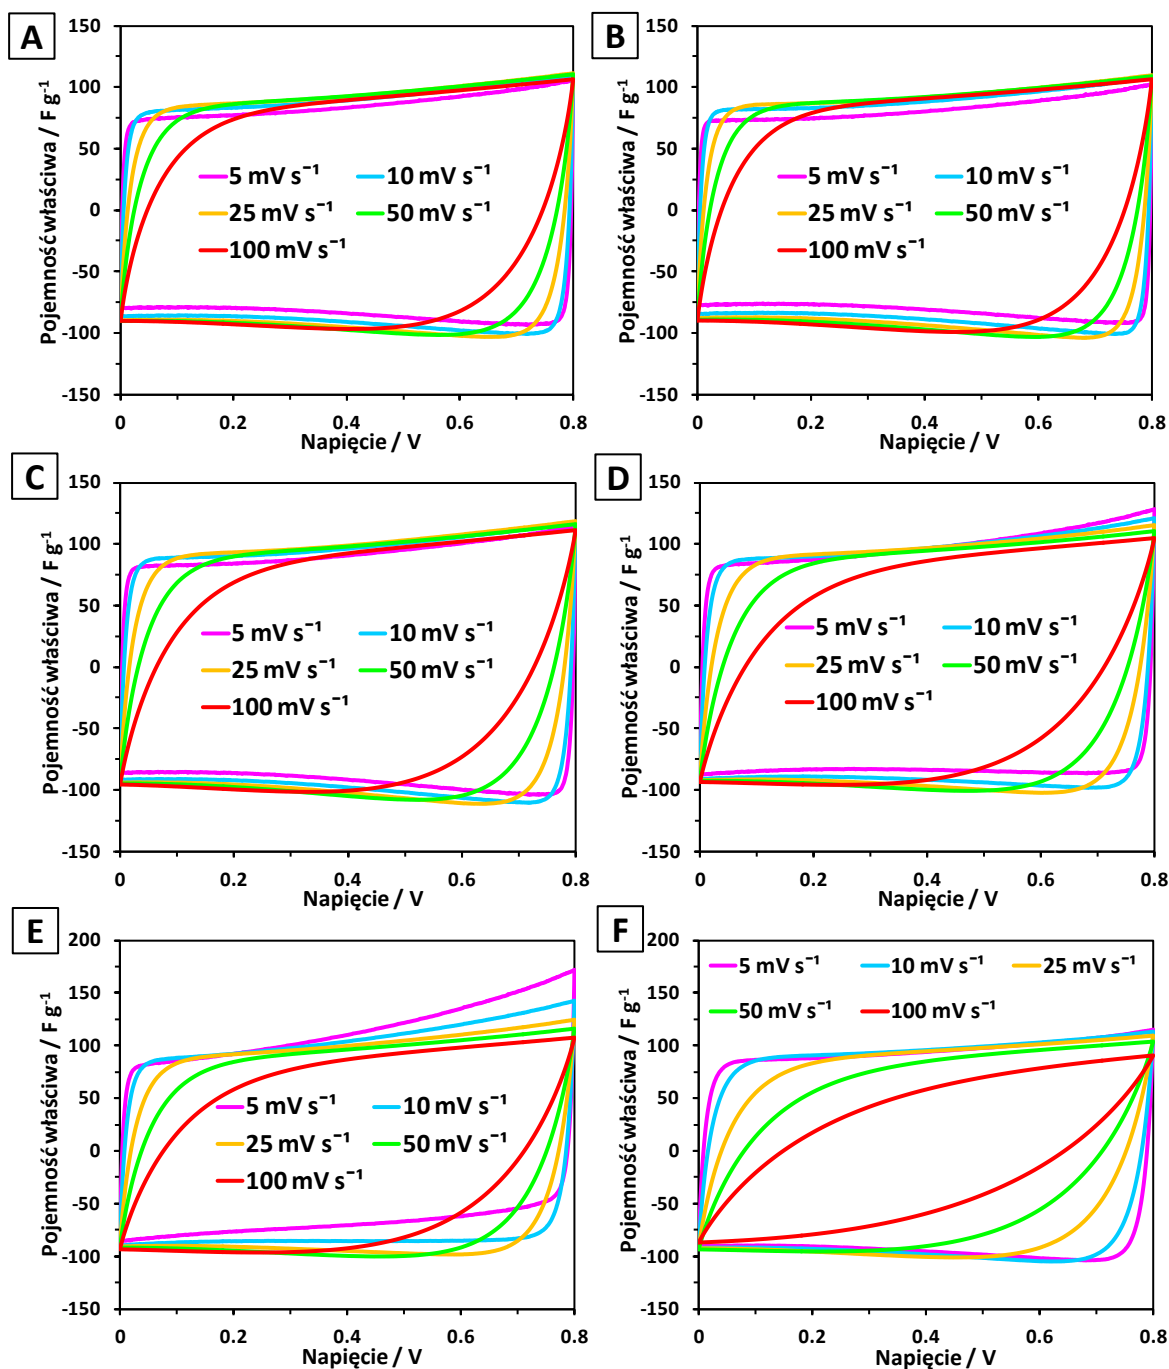 A
Pojemność właściwa / F g⁻¹
150
100
50
0
-50
-100
-150
5 mV s⁻¹ 10 mV s⁻¹
25 mV s⁻¹ 50 mV s⁻¹
100 mV s⁻¹
0 0.2 0.4 0.6 0.8
Napięcie / V
B
Pojemność właściwa / F g⁻¹
150
100
50
0
-50
-100
-150
5 mV s⁻¹ 10 mV s⁻¹
25 mV s⁻¹ 50 mV s⁻¹
100 mV s⁻¹
0 0.2 0.4 0.6 0.8
Napięcie / V
C
Pojemność właściwa / F g⁻¹
150
100
50
0
-50
-100
-150
5 mV s⁻¹ 10 mV s⁻¹
25 mV s⁻¹ 50 mV s⁻¹
100 mV s⁻¹
0 0.2 0.4 0.6 0.8
Napięcie / V
D
Pojemność właściwa / F g⁻¹
150
100
50
0
-50
-100
-150
5 mV s⁻¹ 10 mV s⁻¹
25 mV s⁻¹ 50 mV s⁻¹
100 mV s⁻¹
0 0.2 0.4 0.6 0.8
Napięcie / V
E
Pojemność właściwa / F g⁻¹
200
150
100
50
0
-50
-100
-150
5 mV s⁻¹ 10 mV s⁻¹
25 mV s⁻¹ 50 mV s⁻¹
100 mV s⁻¹
0 0.2 0.4 0.6 0.8
Napięcie / V
F
Pojemność właściwa / F g⁻¹
200
150
100
50
0
-50
-100
-150
5 mV s⁻¹ 10 mV s⁻¹ 25 mV s⁻¹
50 mV s⁻¹ 100 mV s⁻¹
0 0.2 0.4 0.6 0.8
Napięcie / V